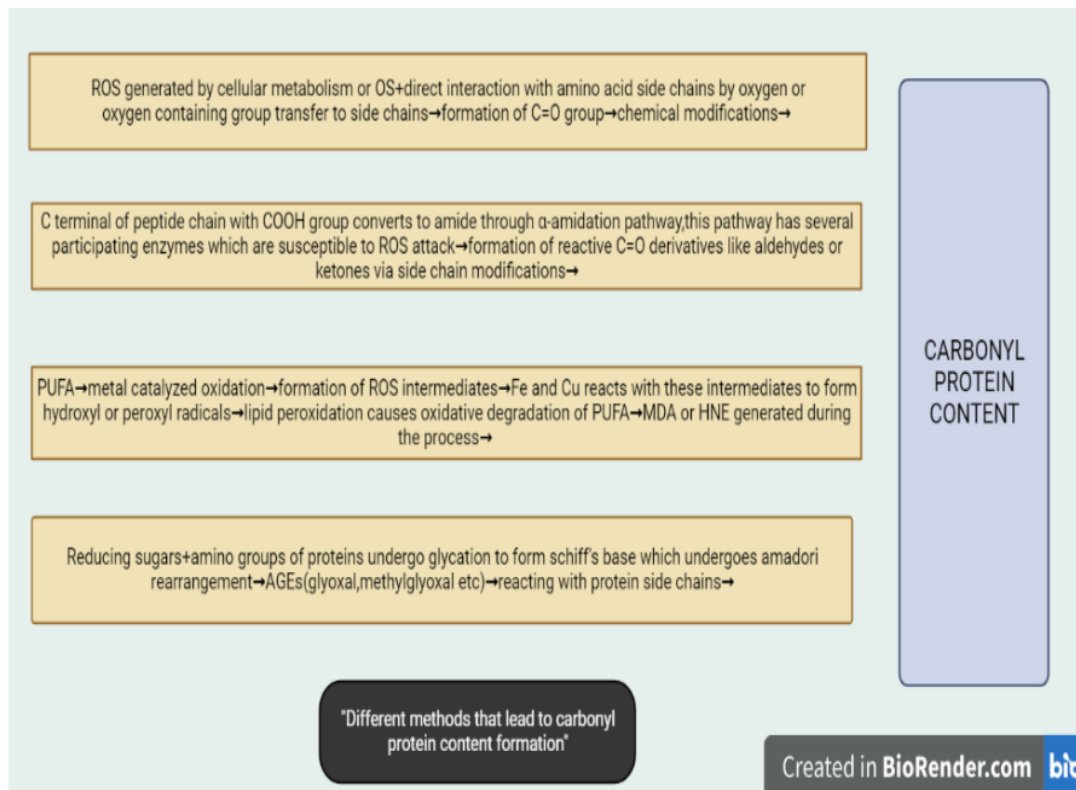 ROS generated by cellular metabolism or OS+direct interaction with amino acid side chains by oxygen or
oxygen containing group transfer to side chains→formation of C=O group→chemical modifications→
C terminal of peptide chain with COOH group converts to amide through α-amidation pathway,this pathway has several
participating enzymes which are susceptible to ROS attack→formation of reactive C=O derivatives like aldehydes or
ketones via side chain modifications→
PUFA→metal catalyzed oxidation→formation of ROS intermediates→Fe and Cu reacts with these intermediates to form
hydroxyl or peroxyl radicals→lipid peroxidation causes oxidative degradation of PUFA→MDA or HNE generated during
the process→
Reducing sugars+amino groups of proteins undergo glycation to form schiff's base which undergoes amadori
rearrangement→AGEs(glyoxal,methylglyoxal etc)→reacting with protein side chains→
CARBONYL
PROTEIN
CONTENT
"Different methods that lead to carbonyl
protein content formation"
Created in BioRender.com bio